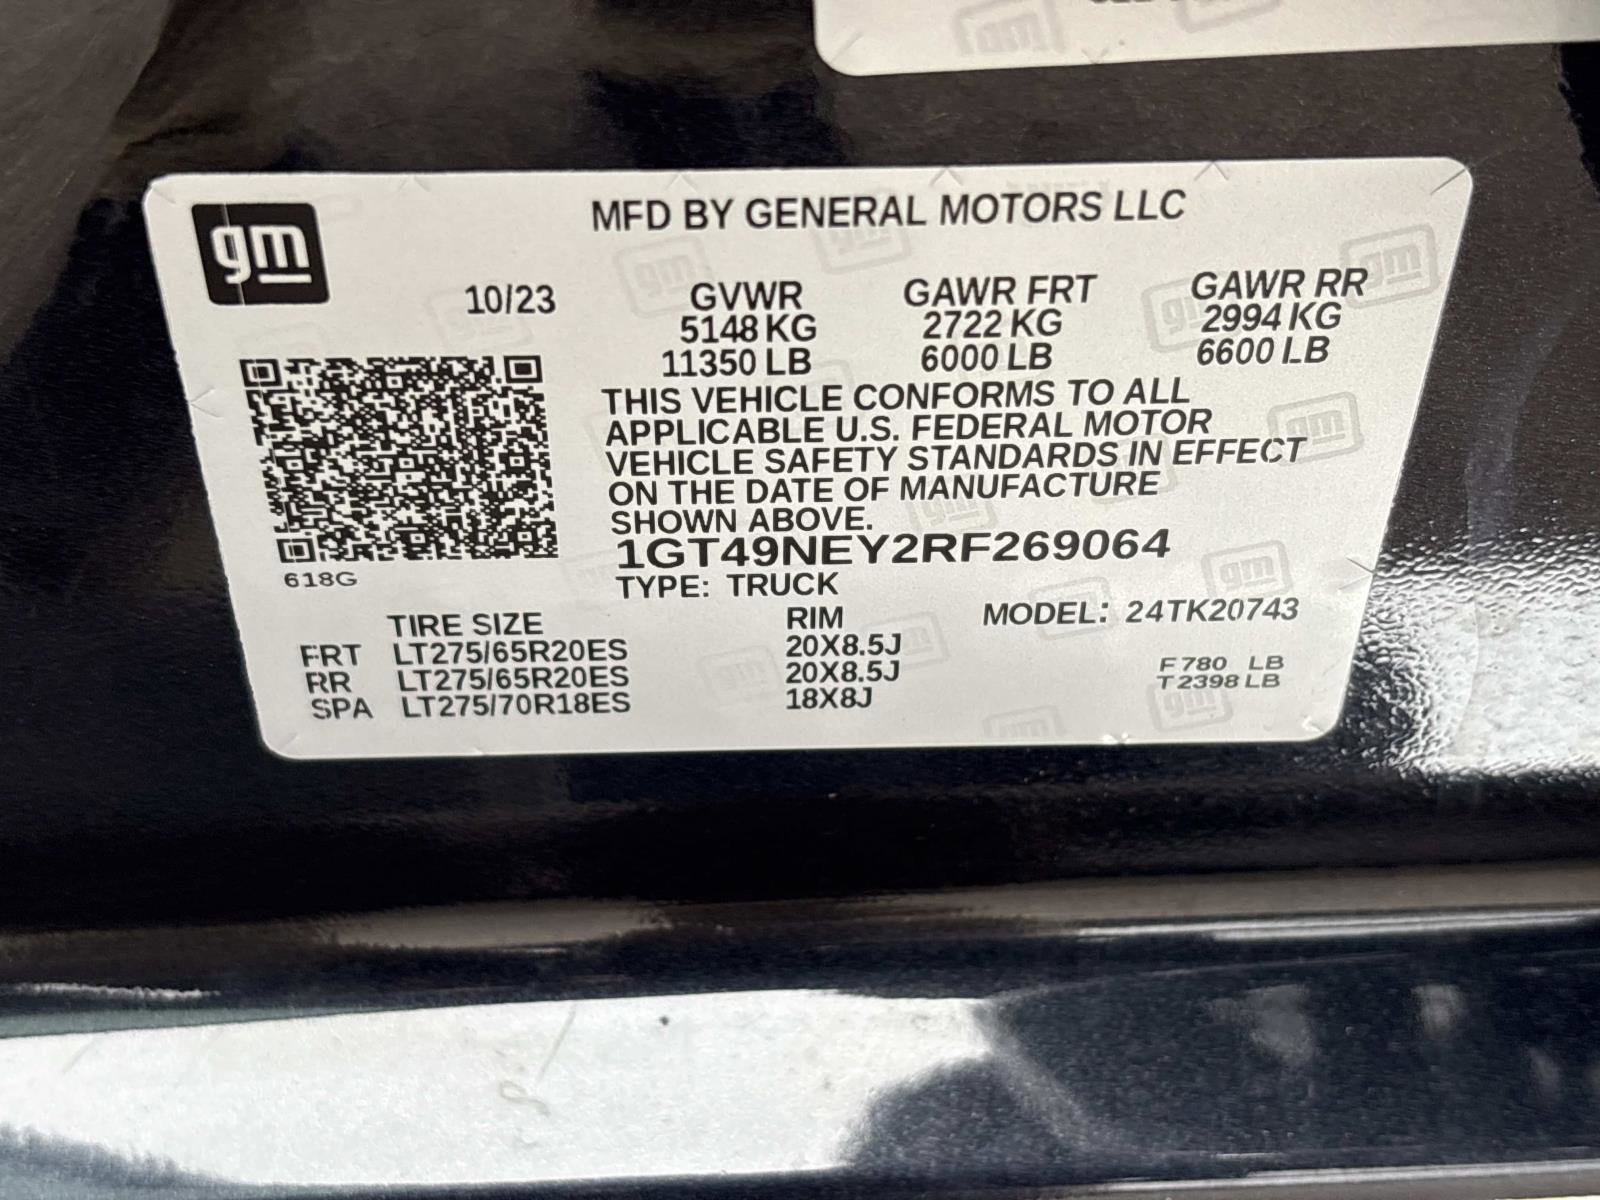 gm
MFD BY GENERAL MOTORS LLC
10/23 GVWR GAWR FRT GAWR RR
5148 KG 2722 KG 2994 KG
11350 LB 6000 LB 6600 LB
THIS VEHICLE CONFORMS TO ALL
APPLICABLE U.S. FEDERAL MOTOR
VEHICLE SAFETY STANDARDS IN EFFECT
ON THE DATE OF MANUFACTURE
SHOWN ABOVE.
1GT49NEY2RF269064
618G
TYPE: TRUCK
TIRE SIZE RIM MODEL: 24TK20743
FRT LT275/65R20ES 20X8.5J
RR LT275/65R20ES 20X8.5J
SPA LT275/70R18ES 18X8J
F 780 LB
T 2398 LB